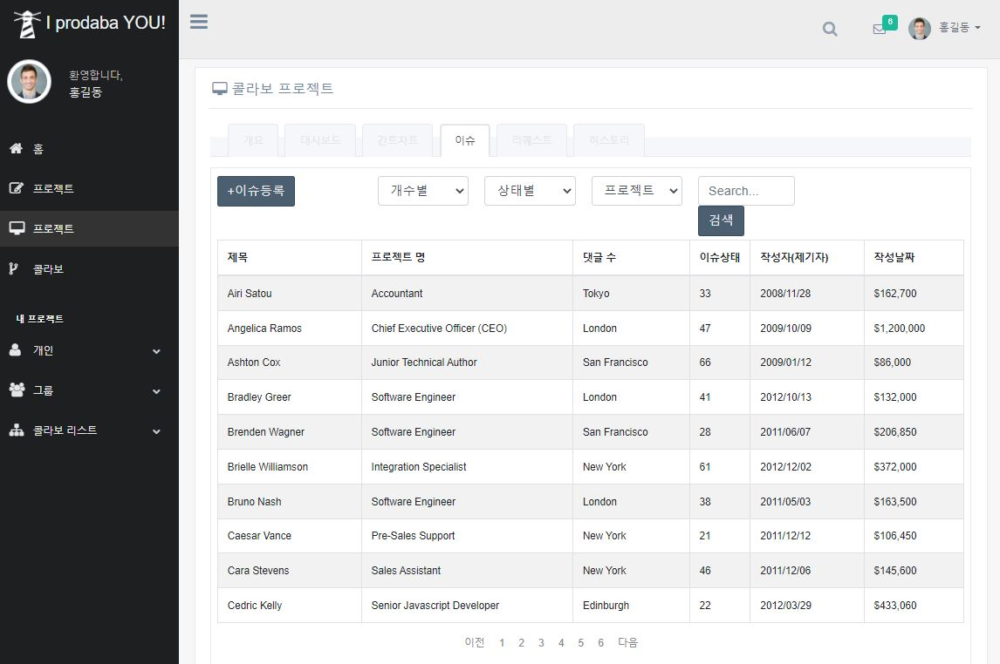 I prodaba YOU!
6
홍길동
환영합니다,
홍길동
홈
프로젝트
프로젝트
콜라보
내 프로젝트
개인
그룹
콜라보 리스트
콜라보 프로젝트
개요 대시보드 간트차트 이슈 리퀘스트 히스토리
+이슈등록 개수별 상태별 프로젝트 Search...
검색
제목 프로젝트 명 댓글 수 이슈상태 작성자(제기자) 작성날짜
Airi Satou Accountant Tokyo 33 2008/11/28 $162,700
Angelica Ramos Chief Executive Officer (CEO) London 47 2009/10/09 $1,200,000
Ashton Cox Junior Technical Author San Francisco 66 2009/01/12 $86,000
Bradley Greer Software Engineer London 41 2012/10/13 $132,000
Brenden Wagner Software Engineer San Francisco 28 2011/06/07 $206,850
Brielle Williamson Integration Specialist New York 61 2012/12/02 $372,000
Bruno Nash Software Engineer London 38 2011/05/03 $163,500
Caesar Vance Pre-Sales Support New York 21 2011/12/12 $106,450
Cara Stevens Sales Assistant New York 46 2011/12/06 $145,600
Cedric Kelly Senior Javascript Developer Edinburgh 22 2012/03/29 $433,060
이전 1 2 3 4 5 6 다음